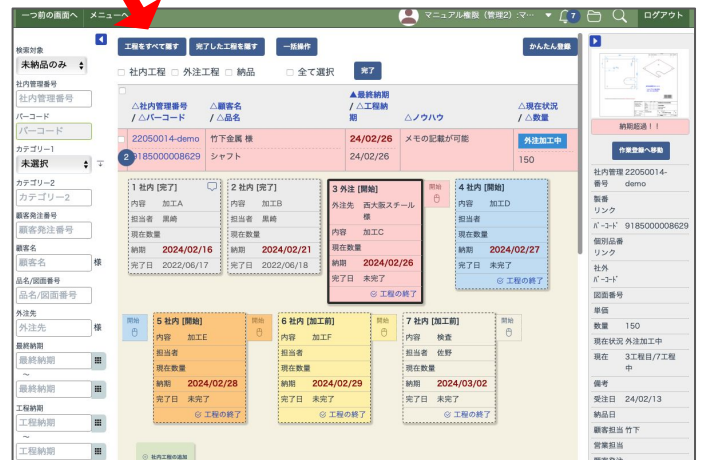 一つ前の画面へ メニューへ
マニュアル権限（管理2）:マ… ▼ 7 ログアウト
検索対象
未納品のみ
社内管理番号
社内管理番号
バーコード
バーコード
カテゴリー1
未選択
カテゴリー2
カテゴリー2
顧客発注番号
顧客発注番号
顧客名
顧客名 様
品名/図面番号
品名/図面番号
外注先
外注先 様
最終納期
最終納期
～
最終納期
工程納期
工程納期
～
工程納期
工程をすべて隠す 完了した工程を隠す 一括操作 かんたん登録
社内工程 外注工程 納品 全て選択 完了
△社内管理番号 / △バーコード
△顧客名 / △品名
▲最終納期 / △工程納期
△ノウハウ
△現在状況 / △数量
22050014-demo 竹下金属 様 24/02/26 メモの記載が可能 外注加工中
2 9185000008629 シャフト 24/02/26 150
1 社内 [完了]
内容 加工A
担当者 黒崎
現在数量
納期 2024/02/16
完了日 2022/06/17
2 社内 [完了]
内容 加工B
担当者 黒崎
現在数量
納期 2024/02/21
完了日 2022/06/18
3 外注 [開始]
外注先 西大阪スチール様
内容 加工C
現在数量
納期 2024/02/26
完了日 未完了
工程の終了
開始
4 社内 [開始]
内容 加工D
担当者
現在数量
納期 2024/02/27
完了日 未完了
工程の終了
開始
5 社内 [開始]
内容 加工E
担当者
現在数量
納期 2024/02/28
完了日 未完了
工程の終了
開始
6 社内 [加工前]
内容 加工F
担当者
現在数量
納期 2024/02/29
完了日 未完了
工程の終了
開始
7 社内 [加工前]
内容 検査
担当者 佐野
現在数量
納期 2024/03/02
完了日 未完了
工程の終了
開始
社内工程の追加
納期超過！！
作業登録へ移動
社内管理番号 22050014-demo
製番
リンク
ﾊﾞｰｺｰﾄﾞ 9185000008629
個別品番
リンク
社外
ﾊﾞｰｺｰﾄﾞ
図面番号
単価
数量 150
現在状況 外注加工中
現在 3工程目/7工程中
備考
受注日 24/02/13
納品日
顧客担当 竹下
営業担当